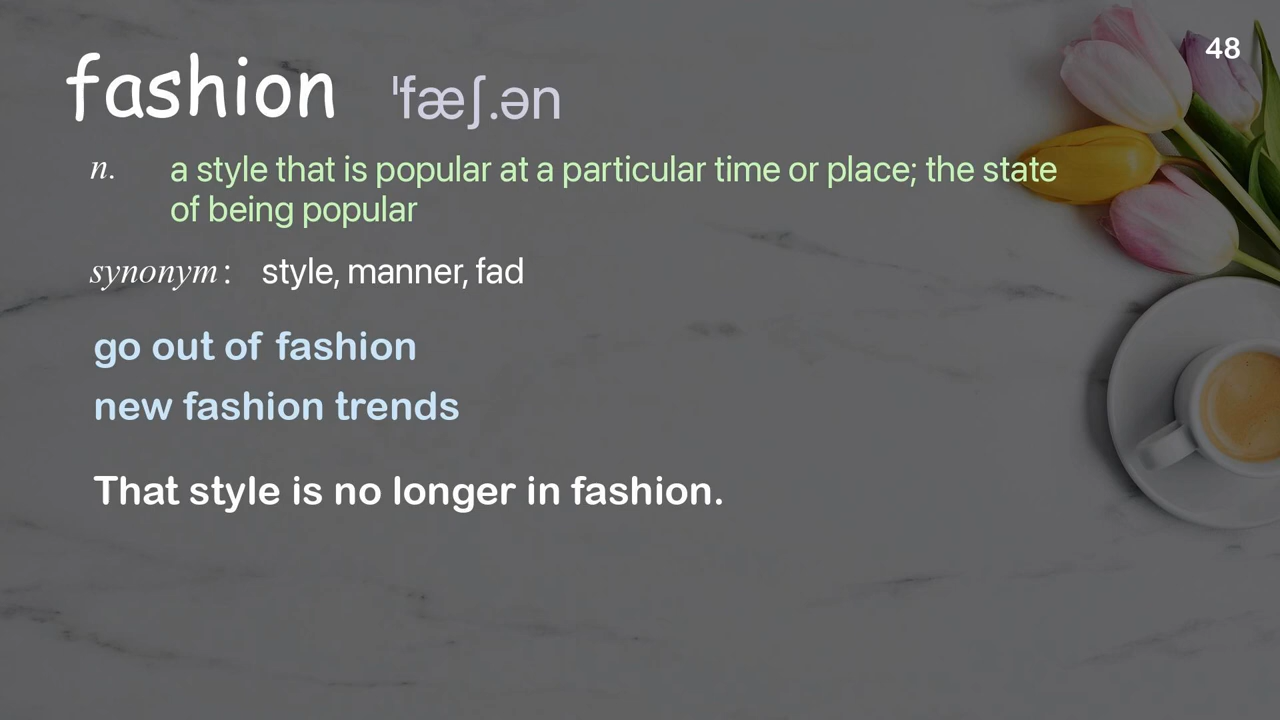 48
fashion ˈfæʃ.ən
n. a style that is popular at a particular time or place; the state
of being popular
synonym: style, manner, fad
go out of fashion
new fashion trends
That style is no longer in fashion.